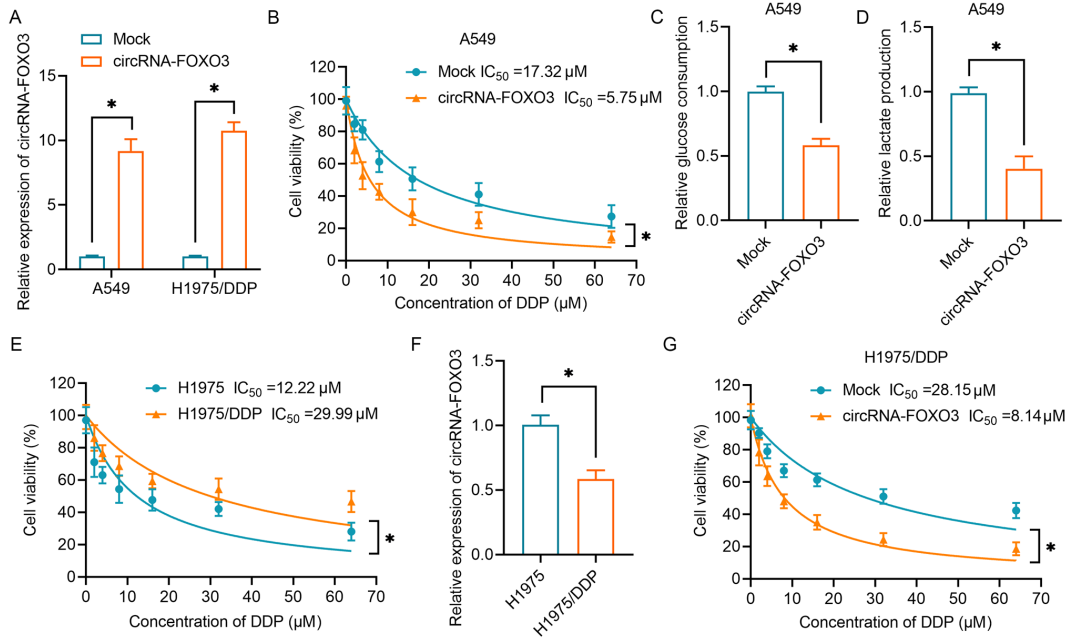 A
Mock
circRNA-FOXO3
Relative expression of circRNA-FOXO3
15
10
5
0
*
*
A549
H1975/DDP
B
A549
Mock IC50 =17.32 μM
circRNA-FOXO3 IC50 =5.75 μM
Cell viability (%)
120
100
80
60
40
20
0
*
0 10 20 30 40 50 60 70
Concentration of DDP (μM)
C
A549
Relative glucose consumption
1.5
1.0
0.5
0.0
*
Mock
circRNA-FOXO3
D
A549
Relative lactate production
1.5
1.0
0.5
0.0
*
Mock
circRNA-FOXO3
E
H1975 IC50 =12.22 μM
H1975/DDP IC50 =29.99 μM
Cell viability (%)
120
100
80
60
40
20
0
*
0 10 20 30 40 50 60 70
Concentration of DDP (μM)
F
Relative expression of circRNA-FOXO3
1.5
1.0
0.5
0.0
*
H1975
H1975/DDP
G
H1975/DDP
Mock IC50 =28.15 μM
circRNA-FOXO3 IC50 =8.14 μM
Cell viability (%)
120
100
80
60
40
20
0
*
0 10 20 30 40 50 60 70
Concentration of DDP (μM)